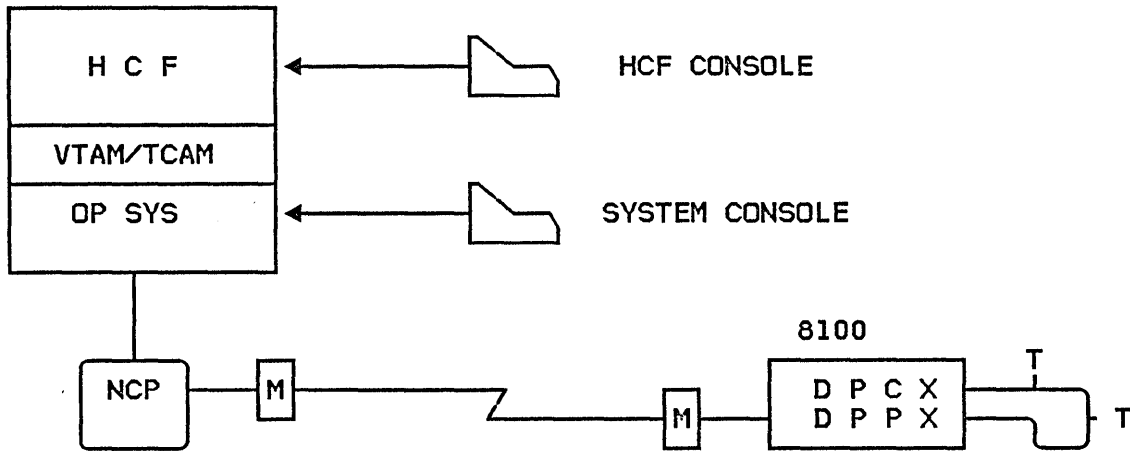 H C F
HCF CONSOLE
VTAM/TCAM
OP SYS
SYSTEM CONSOLE
8100
NCP
M
M
D P C X
D P P X
T
T